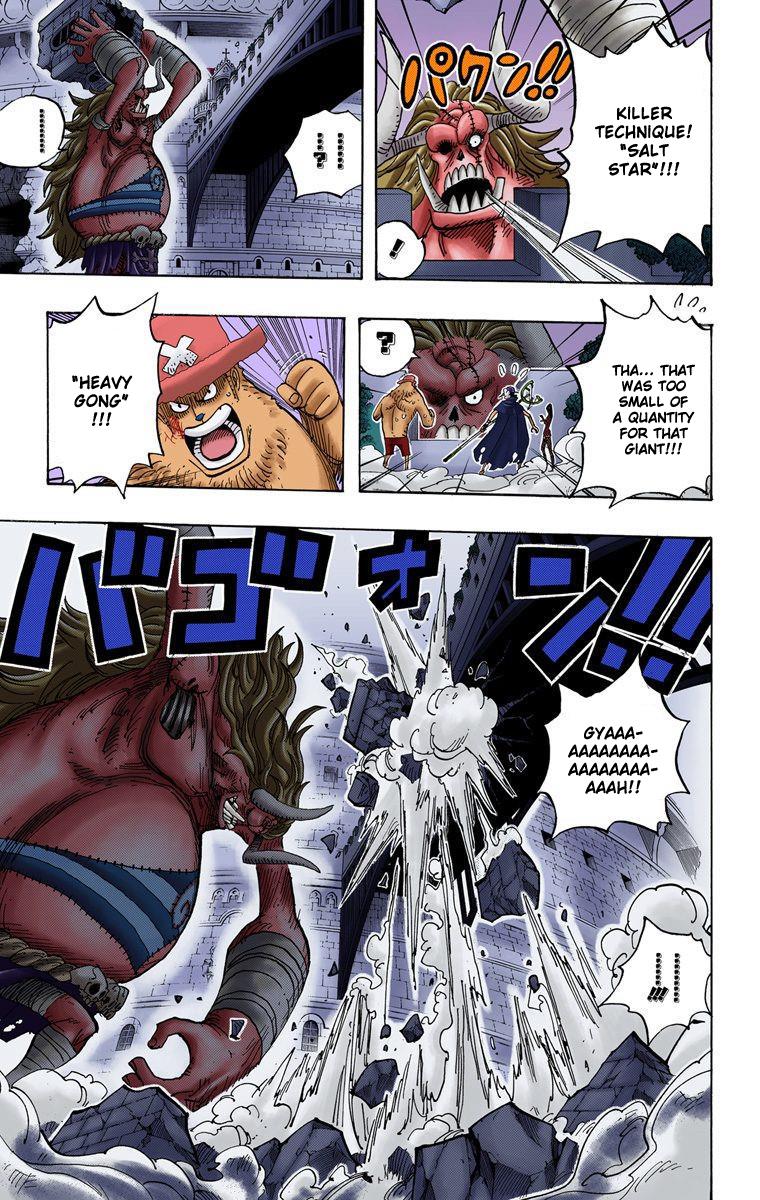 KILLER
TECHNIQUE!
"SALT
STAR"!!!
パクン!!
!
!!
!!!
?
!!!!
THA... THAT
WAS TOO
SMALL OF
A QUANTITY
FOR THAT
GIANT!!!
?
"HEAVY
GONG"
!!!
バゴォン!!
GYAAA-
AAAAAAAA-
AAAAAAAA-
AAAH!!